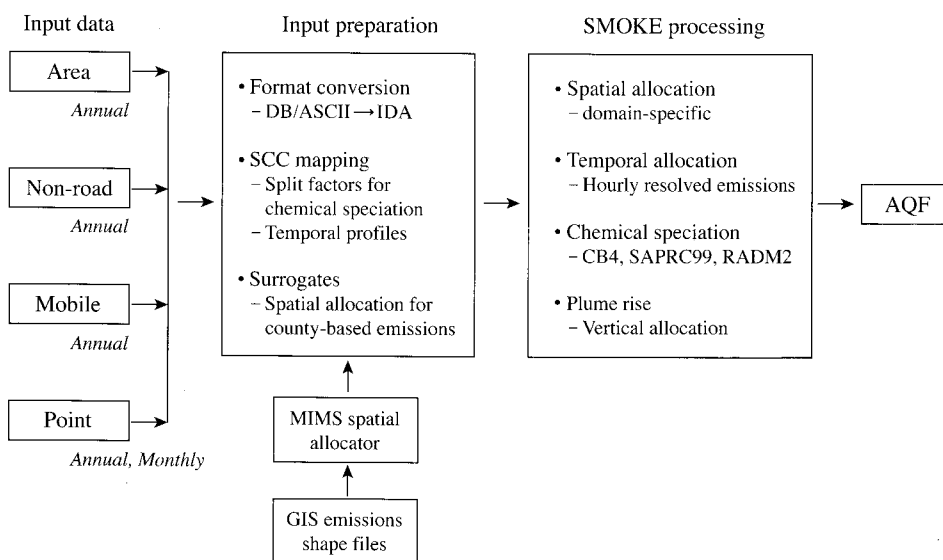 Input data
Input preparation
SMOKE processing
Area
Annual
Non-road
Annual
Mobile
Annual
Point
Annual, Monthly
• Format conversion
– DB/ASCII→IDA
• SCC mapping
– Split factors for
chemical speciation
– Temporal profiles
• Surrogates
– Spatial allocation for
county-based emissions
MIMS spatial
allocator
GIS emissions
shape files
• Spatial allocation
– domain-specific
• Temporal allocation
– Hourly resolved emissions
• Chemical speciation
– CB4, SAPRC99, RADM2
• Plume rise
– Vertical allocation
AQF